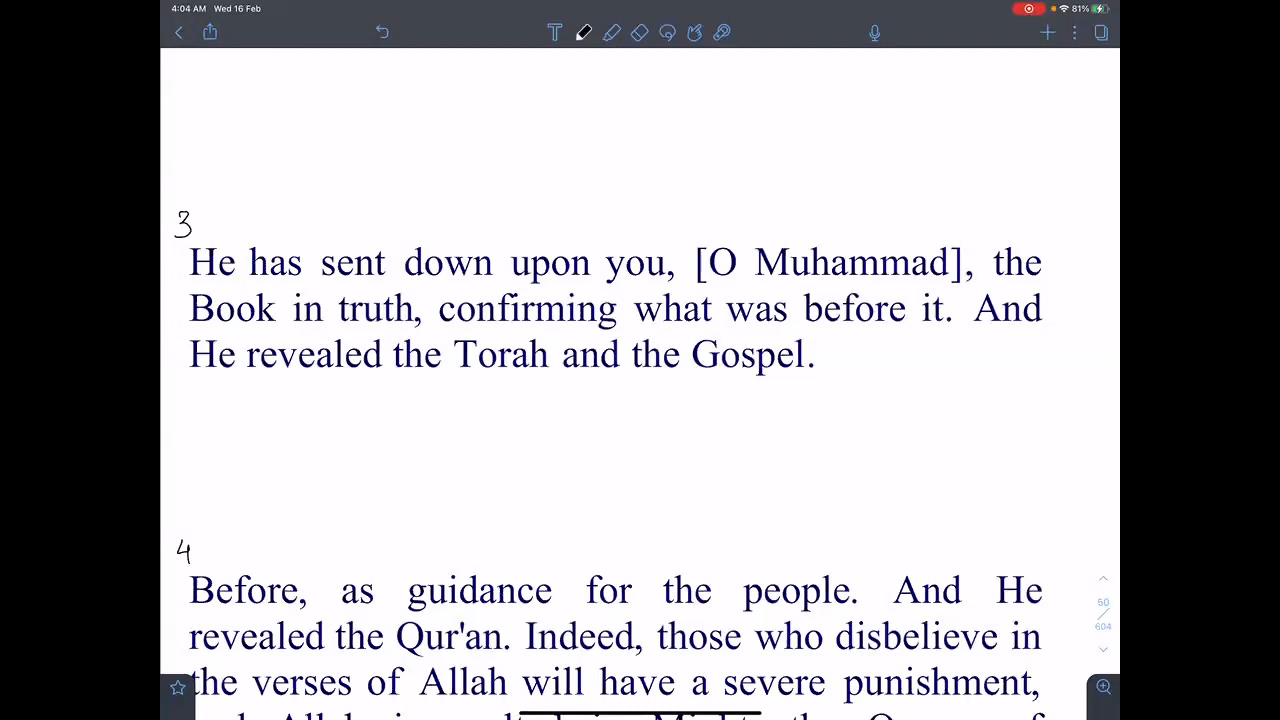 4:04 AM Wed 16 Feb
81%
3
He has sent down upon you, [O Muhammad], the
Book in truth, confirming what was before it. And
He revealed the Torah and the Gospel.
4
Before, as guidance for the people. And He
revealed the Qur'an. Indeed, those who disbelieve in
the verses of Allah will have a severe punishment,
50
604